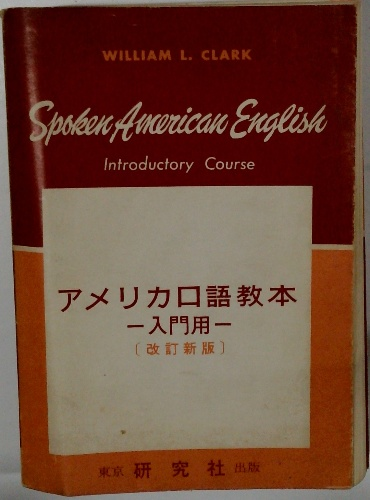 WILLIAM L. CLARK
Spoken American English
Introductory Course
アメリカ口語教本
ー入門用ー
〔改訂新版〕
東京 研究社 出版